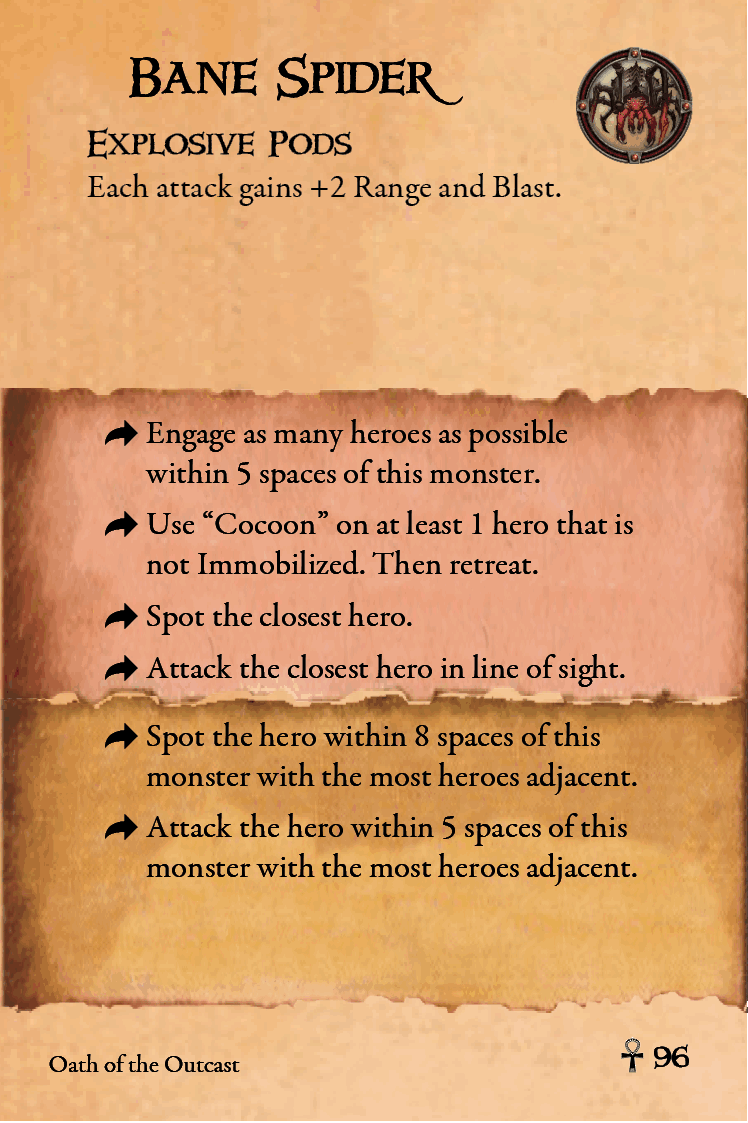 Bane Spider
Explosive Pods
Each attack gains +2 Range and Blast.
Engage as many heroes as possible
within 5 spaces of this monster.
Use “Cocoon” on at least 1 hero that is
not Immobilized. Then retreat.
Spot the closest hero.
Attack the closest hero in line of sight.
Spot the hero within 8 spaces of this
monster with the most heroes adjacent.
Attack the hero within 5 spaces of this
monster with the most heroes adjacent.
Oath of the Outcast
96